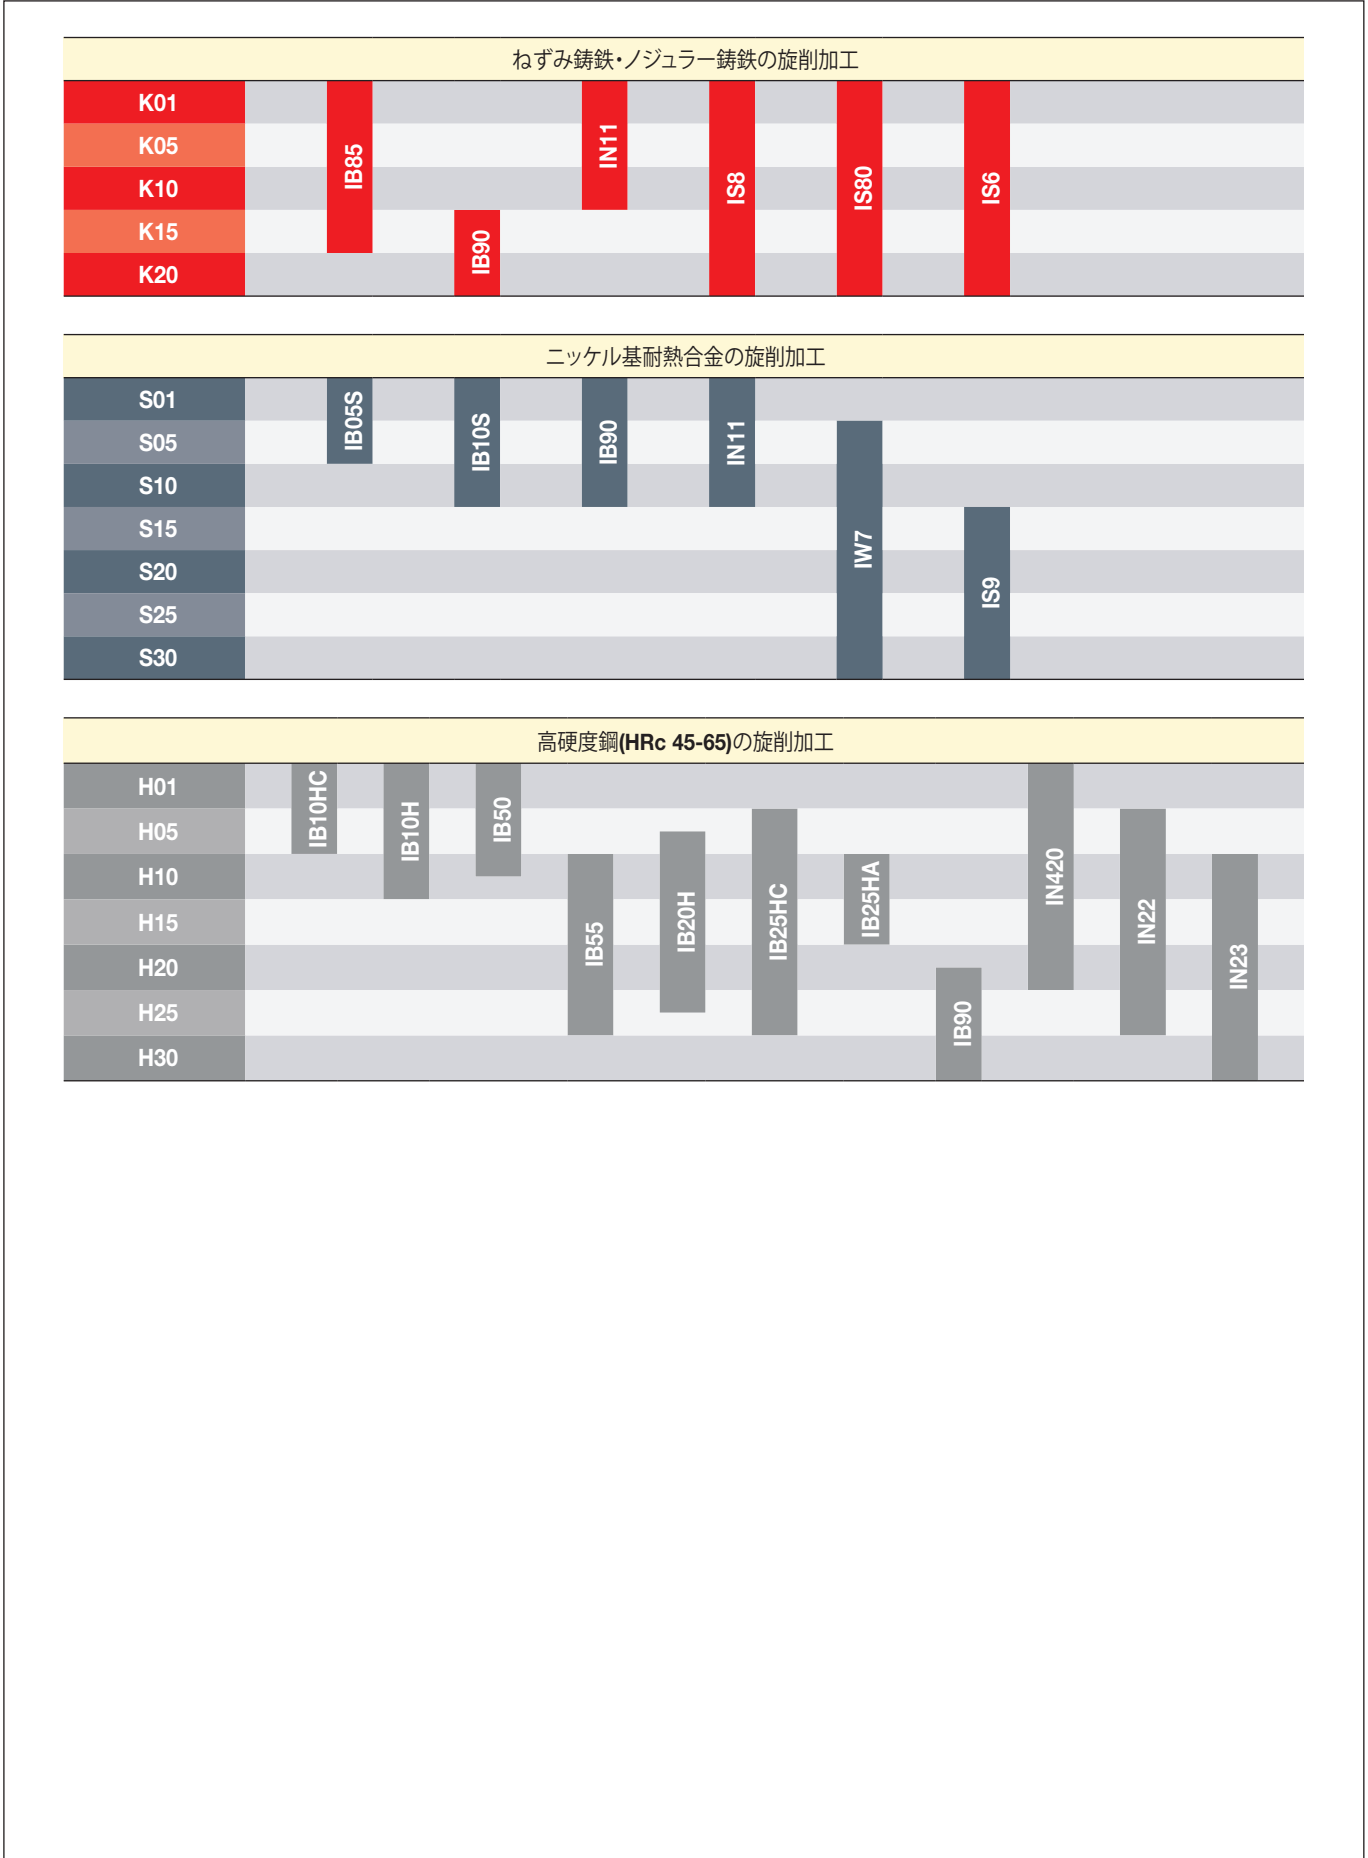 ねずみ鋳鉄・ノジュラー鋳鉄の旋削加工
K01
K05
K10
K15
K20
IB85
IB90
IN11
IS8
IS80
IS6
ニッケル基耐熱合金の旋削加工
S01
S05
S10
S15
S20
S25
S30
IB05S
IB10S
IB90
IN11
IW7
IS9
高硬度鋼(HRc 45-65)の旋削加工
H01
H05
H10
H15
H20
H25
H30
IB10HC
IB10H
IB50
IB55
IB20H
IB25HC
IB25HA
IB90
IN420
IN22
IN23